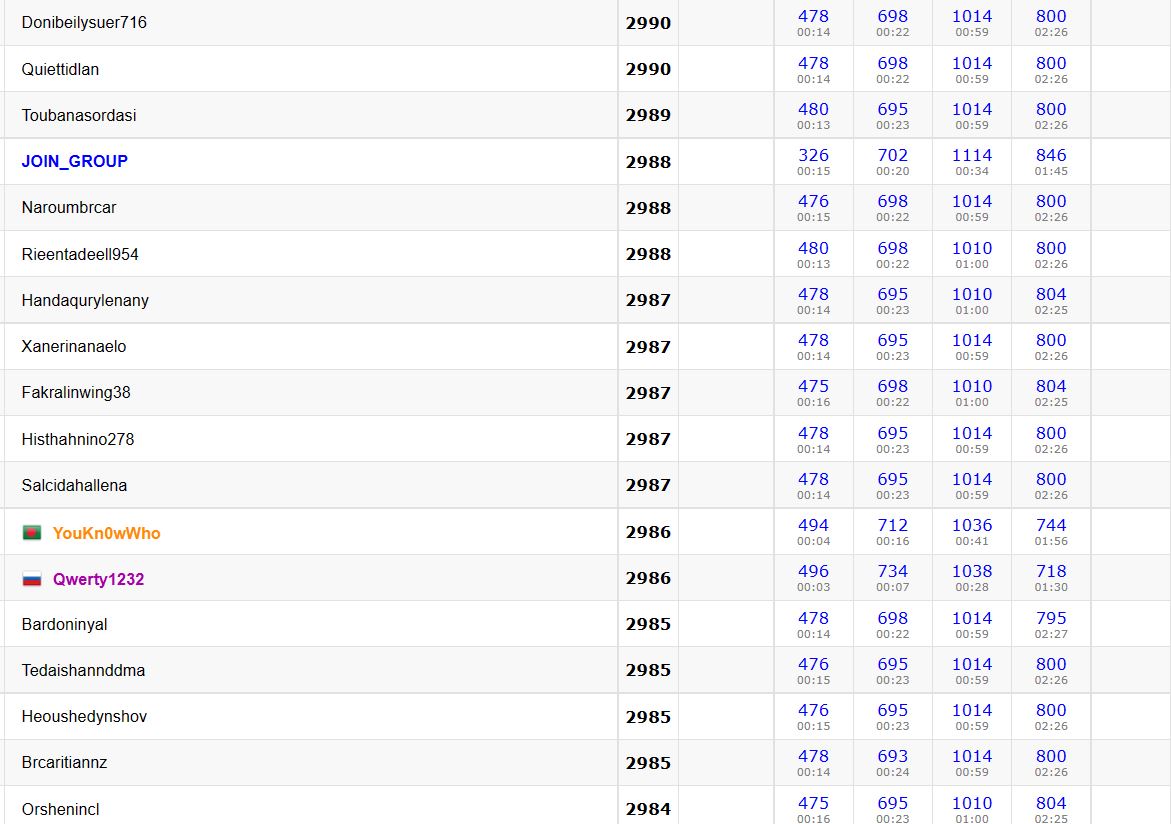 Donibeilysuer716 2990 478 698 1014 800
00:14 00:22 00:59 02:26
Quiettidlan 2990 478 698 1014 800
00:14 00:22 00:59 02:26
Toubanasordasi 2989 480 695 1014 800
00:13 00:23 00:59 02:26
JOIN_GROUP 2988 326 702 1114 846
00:15 00:20 00:34 01:45
Naroumbrcar 2988 476 698 1014 800
00:15 00:22 00:59 02:26
Rieentadeell954 2988 480 698 1010 800
00:13 00:22 01:00 02:26
Handaqurylenany 2987 478 695 1010 804
00:14 00:23 01:00 02:25
Xanerinanaelo 2987 478 695 1014 800
00:14 00:23 00:59 02:26
Fakralinwing38 2987 475 698 1010 804
00:16 00:22 01:00 02:25
Histhahnino278 2987 478 695 1014 800
00:14 00:23 00:59 02:26
Salcidahallena 2987 478 695 1014 800
00:14 00:23 00:59 02:26
YouKn0wWho 2986 494 712 1036 744
00:04 00:16 00:41 01:56
Qwerty1232 2986 496 734 1038 718
00:03 00:07 00:28 01:30
Bardoninyal 2985 478 698 1014 795
00:14 00:22 00:59 02:27
Tedaishannddma 2985 476 695 1014 800
00:15 00:23 00:59 02:26
Heoushedynshov 2985 476 695 1014 800
00:15 00:23 00:59 02:26
Brcaritiannz 2985 478 693 1014 800
00:14 00:24 00:59 02:26
Orshenincl 2984 475 695 1010 804
00:16 00:23 01:00 02:25